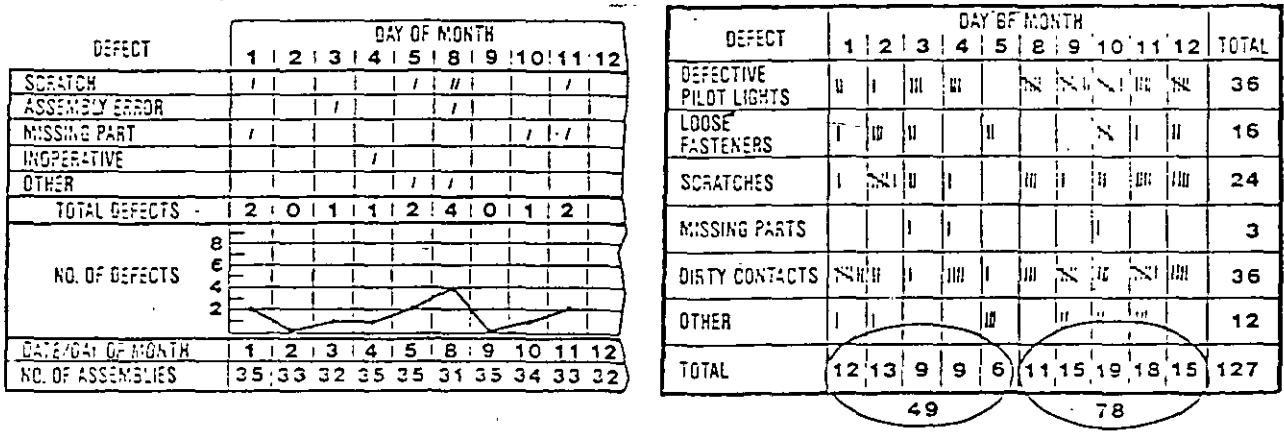 DEFECT
DAY OF MONTH
1 2 3 4 5 8 9 10 11 12
SCRATCH / / // /
ASSEMBLY ERROR / /
MISSING PART / / /
INOPERATIVE /
OTHER / /
TOTAL DEFECTS - 2 0 1 1 2 4 0 1 2
NO. OF DEFECTS
8
6
4
2
DATE/DAY OF MONTH 1 2 3 4 5 8 9 10 11 12
NO. OF ASSEMBLIES 35 33 32 35 35 31 35 34 33 32
DEFECT
DAY OF MONTH
1 2 3 4 5 8 9 10 11 12 TOTAL
DEFECTIVE
PILOT LIGHTS
36
LOOSE
FASTENERS
16
SCRATCHES 24
MISSING PARTS 3
DIRTY CONTACTS 36
OTHER 12
TOTAL 12 13 9 9 6 11 15 19 18 15 127
49 78